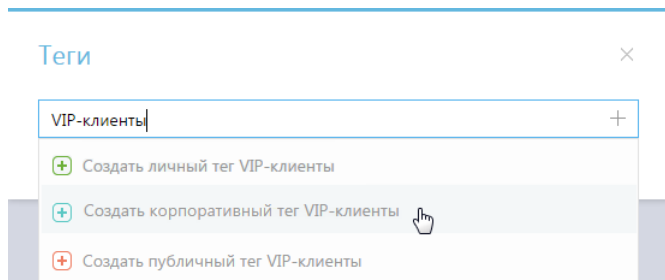 Теги
VIP-клиенты
Создать личный тег VIP-клиенты
Создать корпоративный тег VIP-клиенты
Создать публичный тег VIP-клиенты